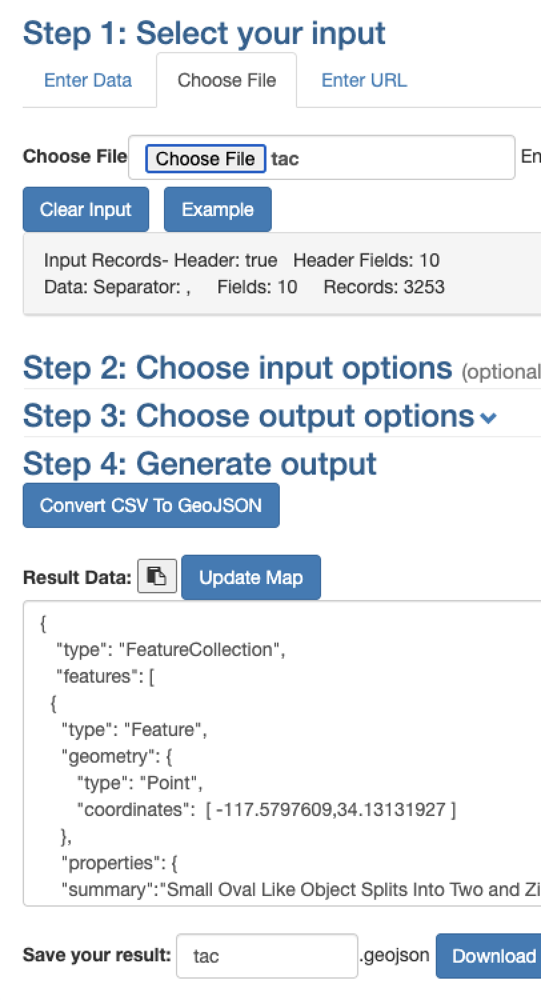 Step 1: Select your input
Enter Data Choose File Enter URL
Choose File Choose File tac
Clear Input Example
Input Records- Header: true Header Fields: 10
Data: Separator: , Fields: 10 Records: 3253
Step 2: Choose input options (optional
Step 3: Choose output options
Step 4: Generate output
Convert CSV To GeoJSON
Result Data: Update Map
{
"type": "FeatureCollection",
"features": [
{
"type": "Feature",
"geometry": {
"type": "Point",
"coordinates": [ -117.5797609,34.13131927 ]
},
"properties": {
"summary":"Small Oval Like Object Splits Into Two and
Save your result: tac .geojson Download